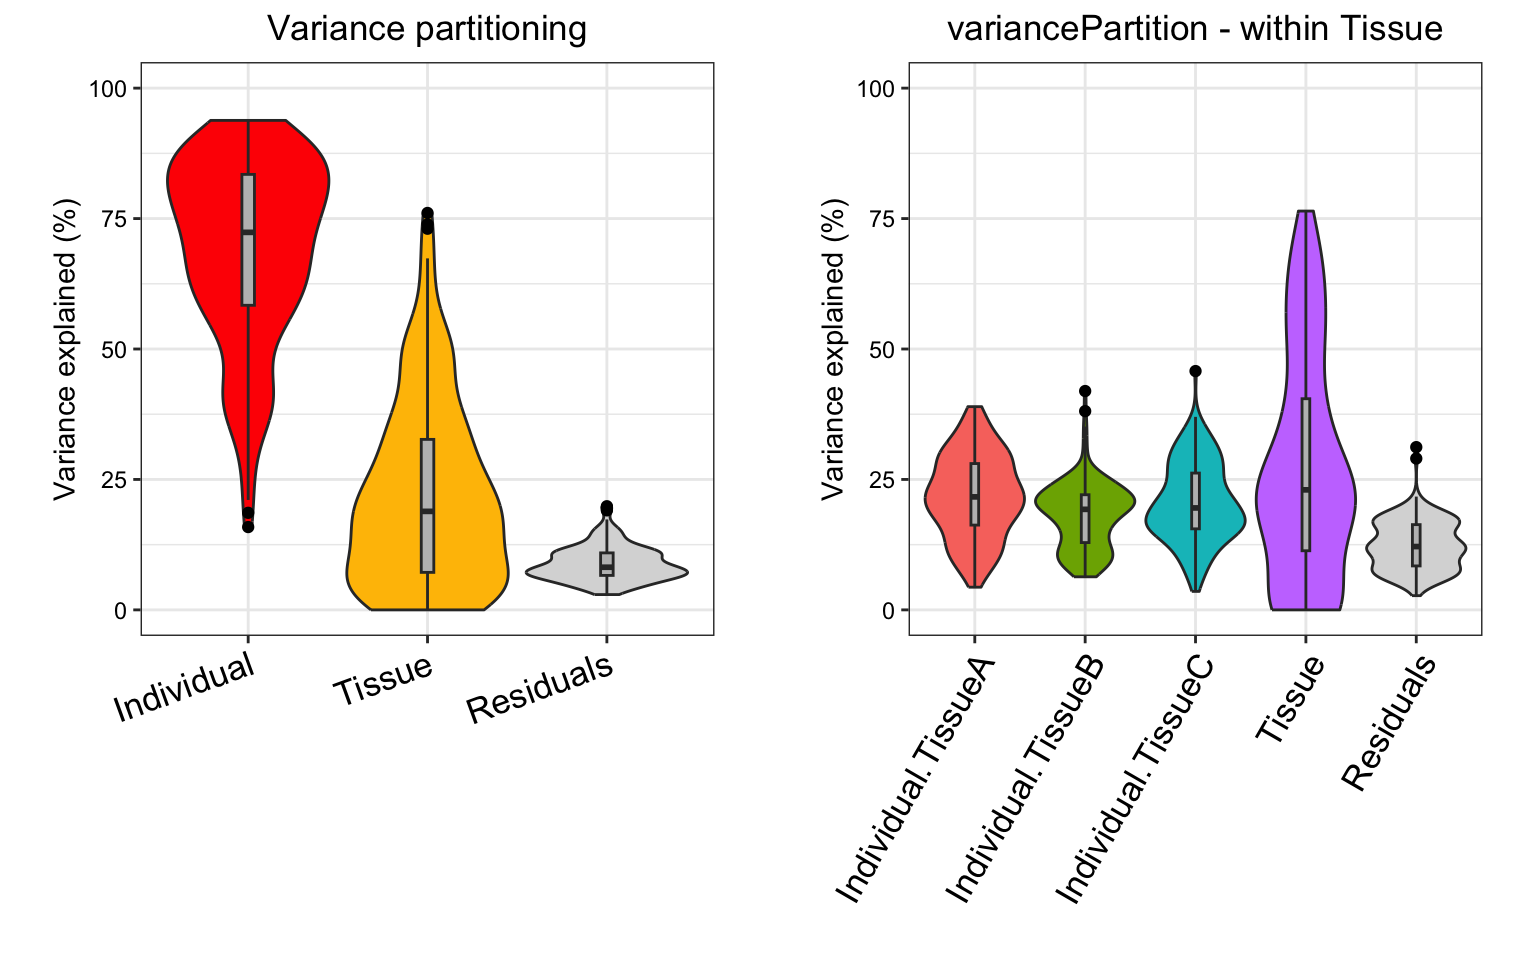 Variance partitioning
Variance explained (%)
100
75
50
25
0
Individual
Tissue
Residuals
variancePartition - within Tissue
Variance explained (%)
100
75
50
25
0
Individual.TissueA
Individual.TissueB
Individual.TissueC
Tissue
Residuals